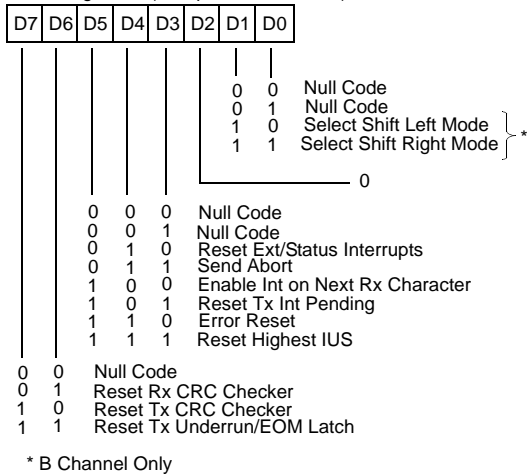 D7 D6 D5 D4 D3 D2 D1 D0
0 0 Null Code
0 1 Null Code
1 0 Select Shift Left Mode
1 1 Select Shift Right Mode
*
0
0 0 0 Null Code
0 0 1 Null Code
0 1 0 Reset Ext/Status Interrupts
0 1 1 Send Abort
1 0 0 Enable Int on Next Rx Character
1 0 1 Reset Tx Int Pending
1 1 0 Error Reset
1 1 1 Reset Highest IUS
0 0 Null Code
0 1 Reset Rx CRC Checker
1 0 Reset Tx CRC Checker
1 1 Reset Tx Underrun/EOM Latch
* B Channel Only